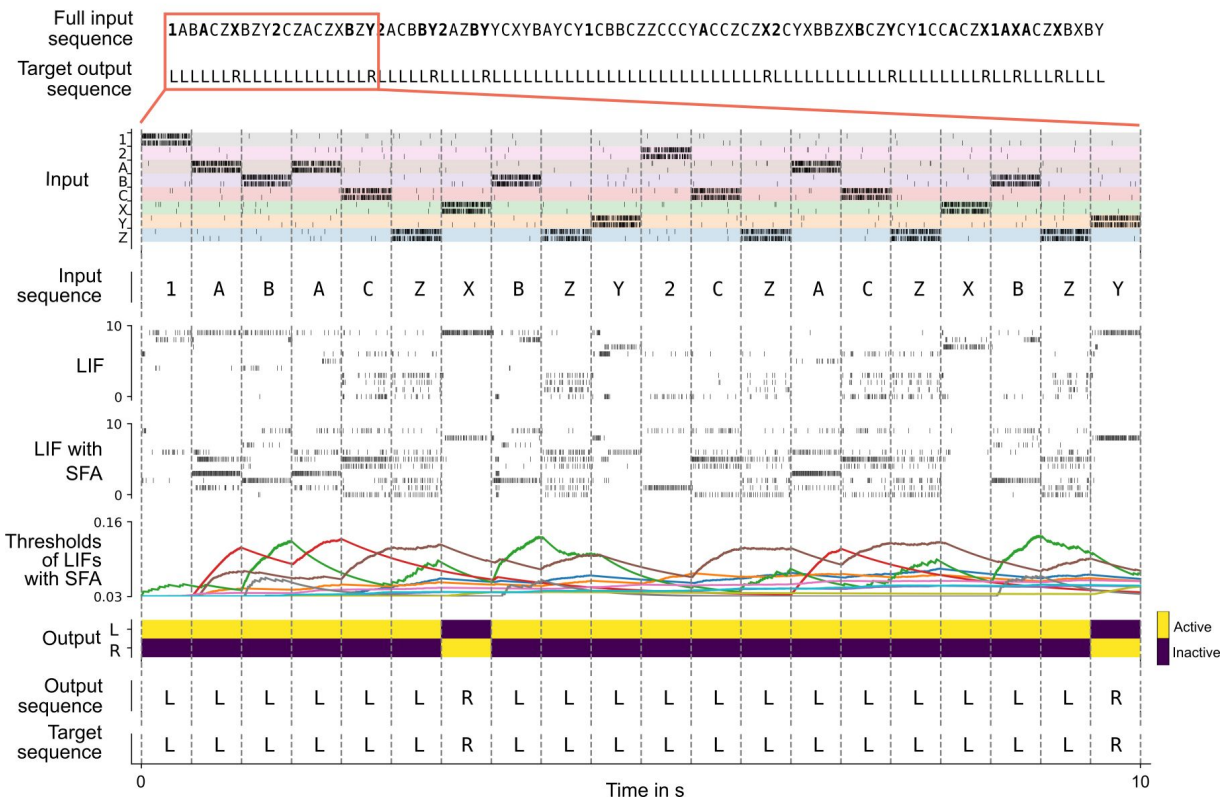 Full input sequence
1ABACZXBZY2CZACZXBZY2ACBBY2AZBYYCXYBAYCY1CBBCZZCCCYACCZCZX2CYXBBZXBCZYCY1CCACZX1AXACZXBXBY
Target output sequence
LLLLLLRLLLLLLLLLLLLRLLLLLRLLLLRLLLLLLLLLLLLLLLLLLLLLLLLLLRLLLLLLLLLLLRLLLLLLLLRLLRLLLRLLLL
Input
1
2
A
B
C
X
Y
Z
Input sequence
1 A B A C Z X B Z Y 2 C Z A C Z X B Z Y
LIF
10
0
LIF with SFA
10
0
Thresholds of LIFs with SFA
0.16
0.03
Output
L
R
Active
Inactive
Output sequence
L L L L L L R L L L L L L L L L L L L R
Target sequence
L L L L L L R L L L L L L L L L L L L R
0
10
Time in s